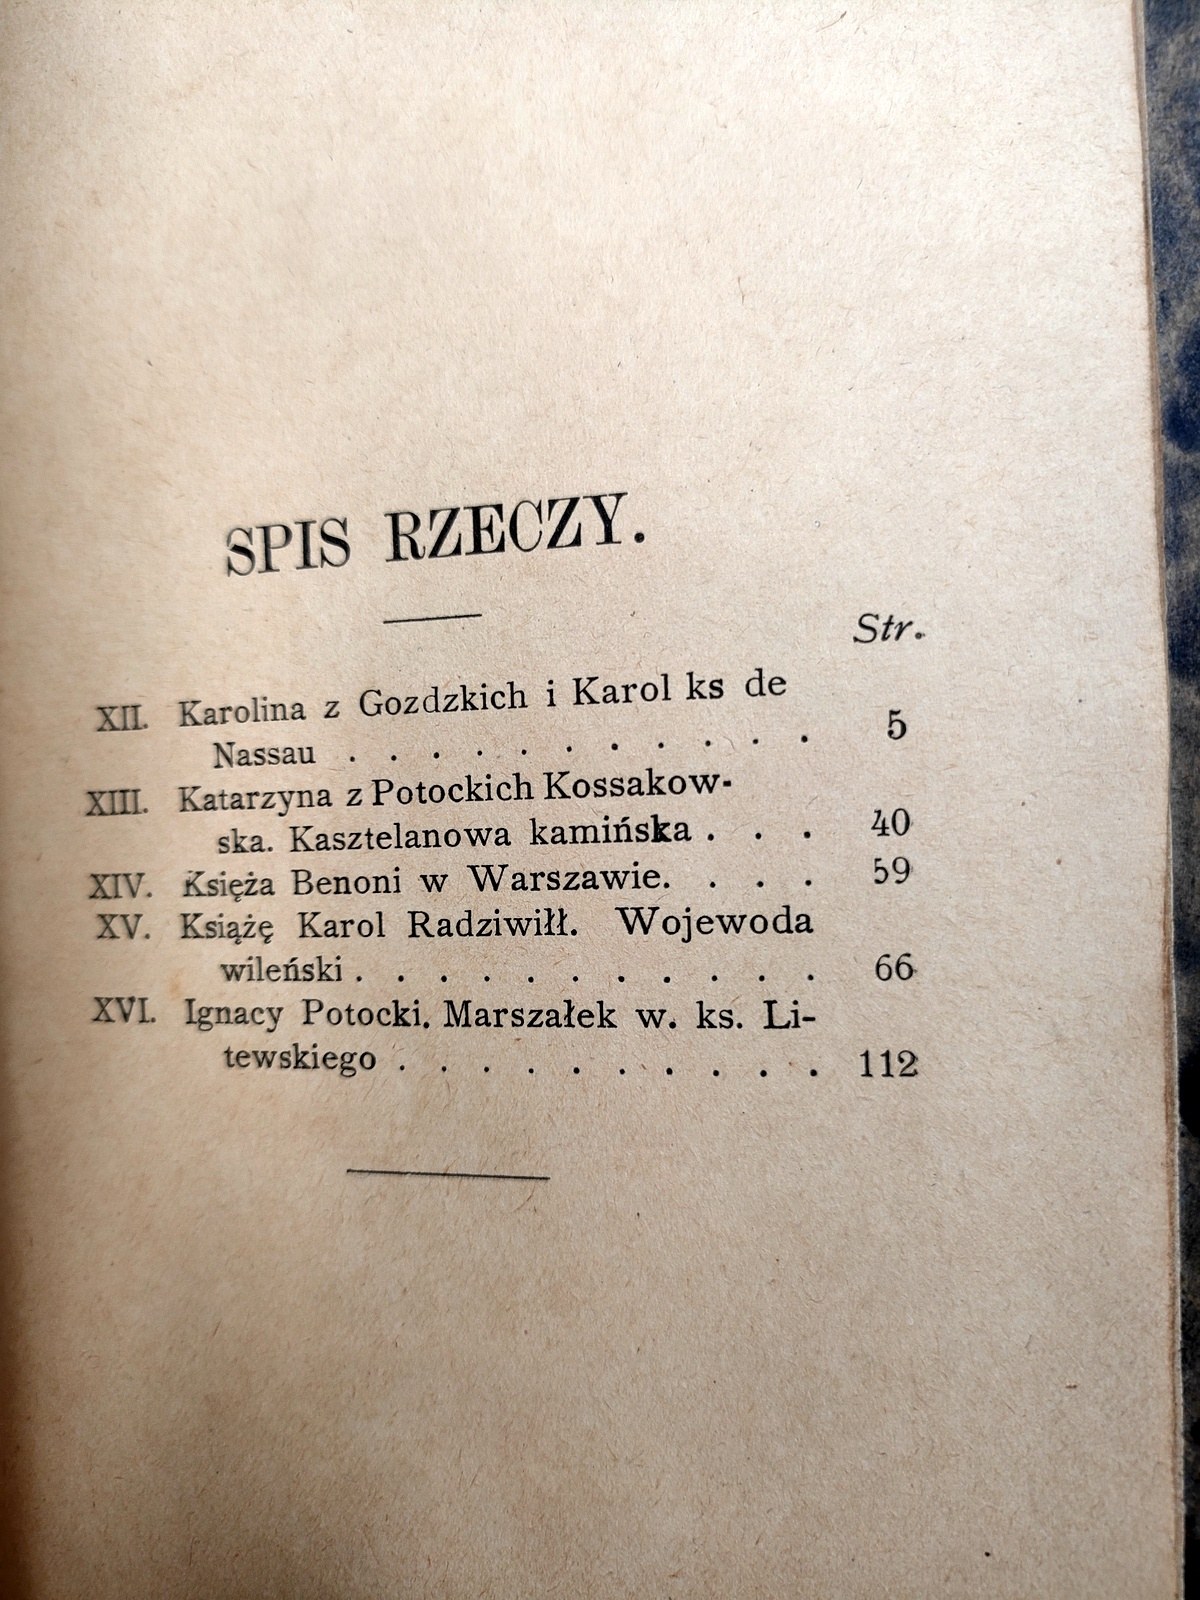 SPIS RZECZY.
Str.
XII. Karolina z Gozdzkich i Karol ks de
Nassau . . . . . . . . . . . 5
XIII. Katarzyna z Potockich Kossakow-
ska. Kasztelanowa kamińska . . . 40
XIV. Księża Benoni w Warszawie. . . . 59
XV. Książę Karol Radziwiłł. Wojewoda
wileński . . . . . . . . . . . 66
XVI. Ignacy Potocki. Marszałek w. ks. Li-
tewskiego . . . . . . . . . . 112